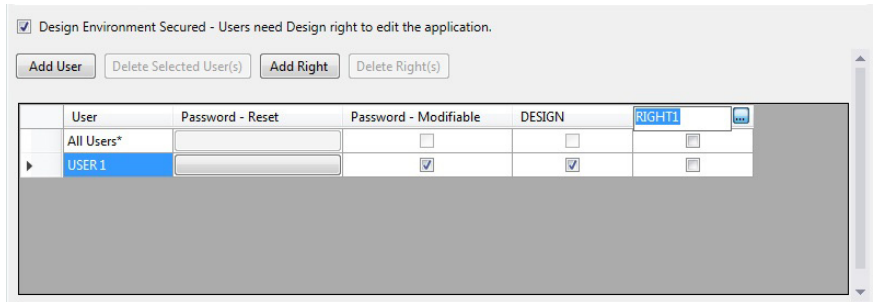 Design Environment Secured - Users need Design right to edit the application.
Add User Delete Selected User(s) Add Right Delete Right(s)
User Password - Reset Password - Modifiable DESIGN RIGHT1 ...
All Users*
USER 1